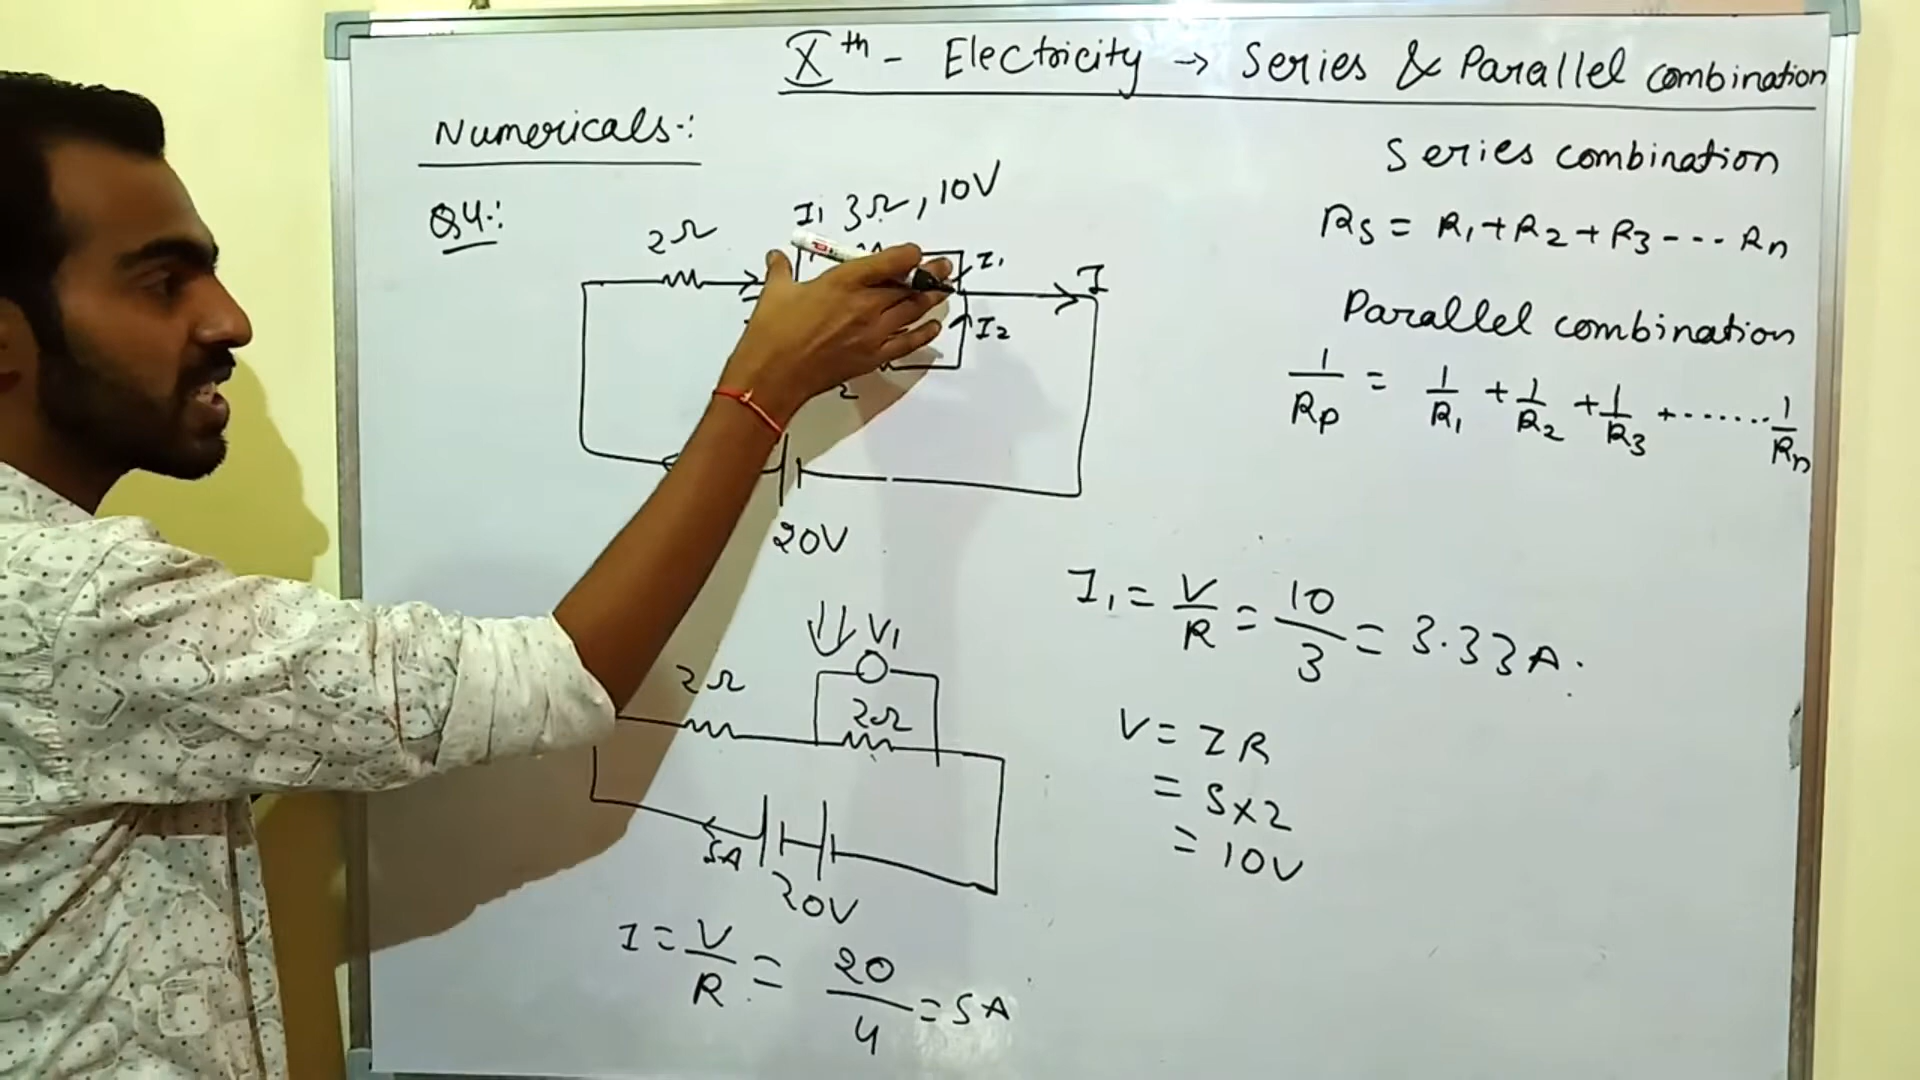 Xth - Electricity → Series & Parallel combination
Numericals:
Series combination
Q4:
2Ω
I1 3Ω, 10V
Rs = R1 + R2 + R3 --- Rn
I1
I
I2
2
Parallel combination
1/Rp = 1/R1 + 1/R2 + 1/R3 + ....... 1/Rn
20V
I1 = V/R = 10/3 = 3.33A.
V1
2Ω
2Ω
V = IR
= 5x2
= 10V
5A
20V
I = V/R = 20/4 = 5A